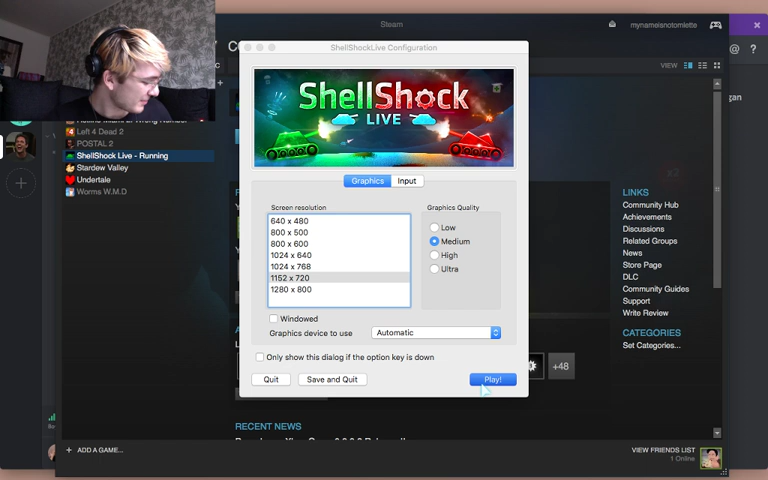 Steam
mynameisnotomlette
ShellShockLive Configuration
VIEW
ShellShock
LIVE
Left 4 Dead 2
POSTAL 2
ShellShock Live - Running
Stardew Valley
Undertale
Worms W.M.D
Graphics
Input
Screen resolution
640 x 480
800 x 500
800 x 600
1024 x 640
1024 x 768
1152 x 720
1280 x 800
Graphics Quality
Low
Medium
High
Ultra
Windowed
Graphics device to use
Automatic
Only show this dialog if the option key is down
Quit
Save and Quit
Play!
LINKS
Community Hub
Achievements
Discussions
Related Groups
News
Store Page
DLC
Community Guides
Support
Write Review
CATEGORIES
Set Categories...
+48
RECENT NEWS
+ ADD A GAME...
VIEW FRIENDS LIST
1 Online